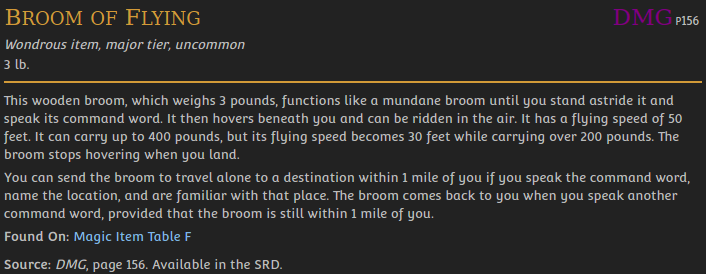 Broom of Flying DMG P156
Wondrous item, major tier, uncommon
3 lb.
This wooden broom, which weighs 3 pounds, functions like a mundane broom until you stand astride it and
speak its command word. It then hovers beneath you and can be ridden in the air. It has a flying speed of 50
feet. It can carry up to 400 pounds, but its flying speed becomes 30 feet while carrying over 200 pounds. The
broom stops hovering when you land.
You can send the broom to travel alone to a destination within 1 mile of you if you speak the command word,
name the location, and are familiar with that place. The broom comes back to you when you speak another
command word, provided that the broom is still within 1 mile of you.
Found On: Magic Item Table F
Source: DMG, page 156. Available in the SRD.